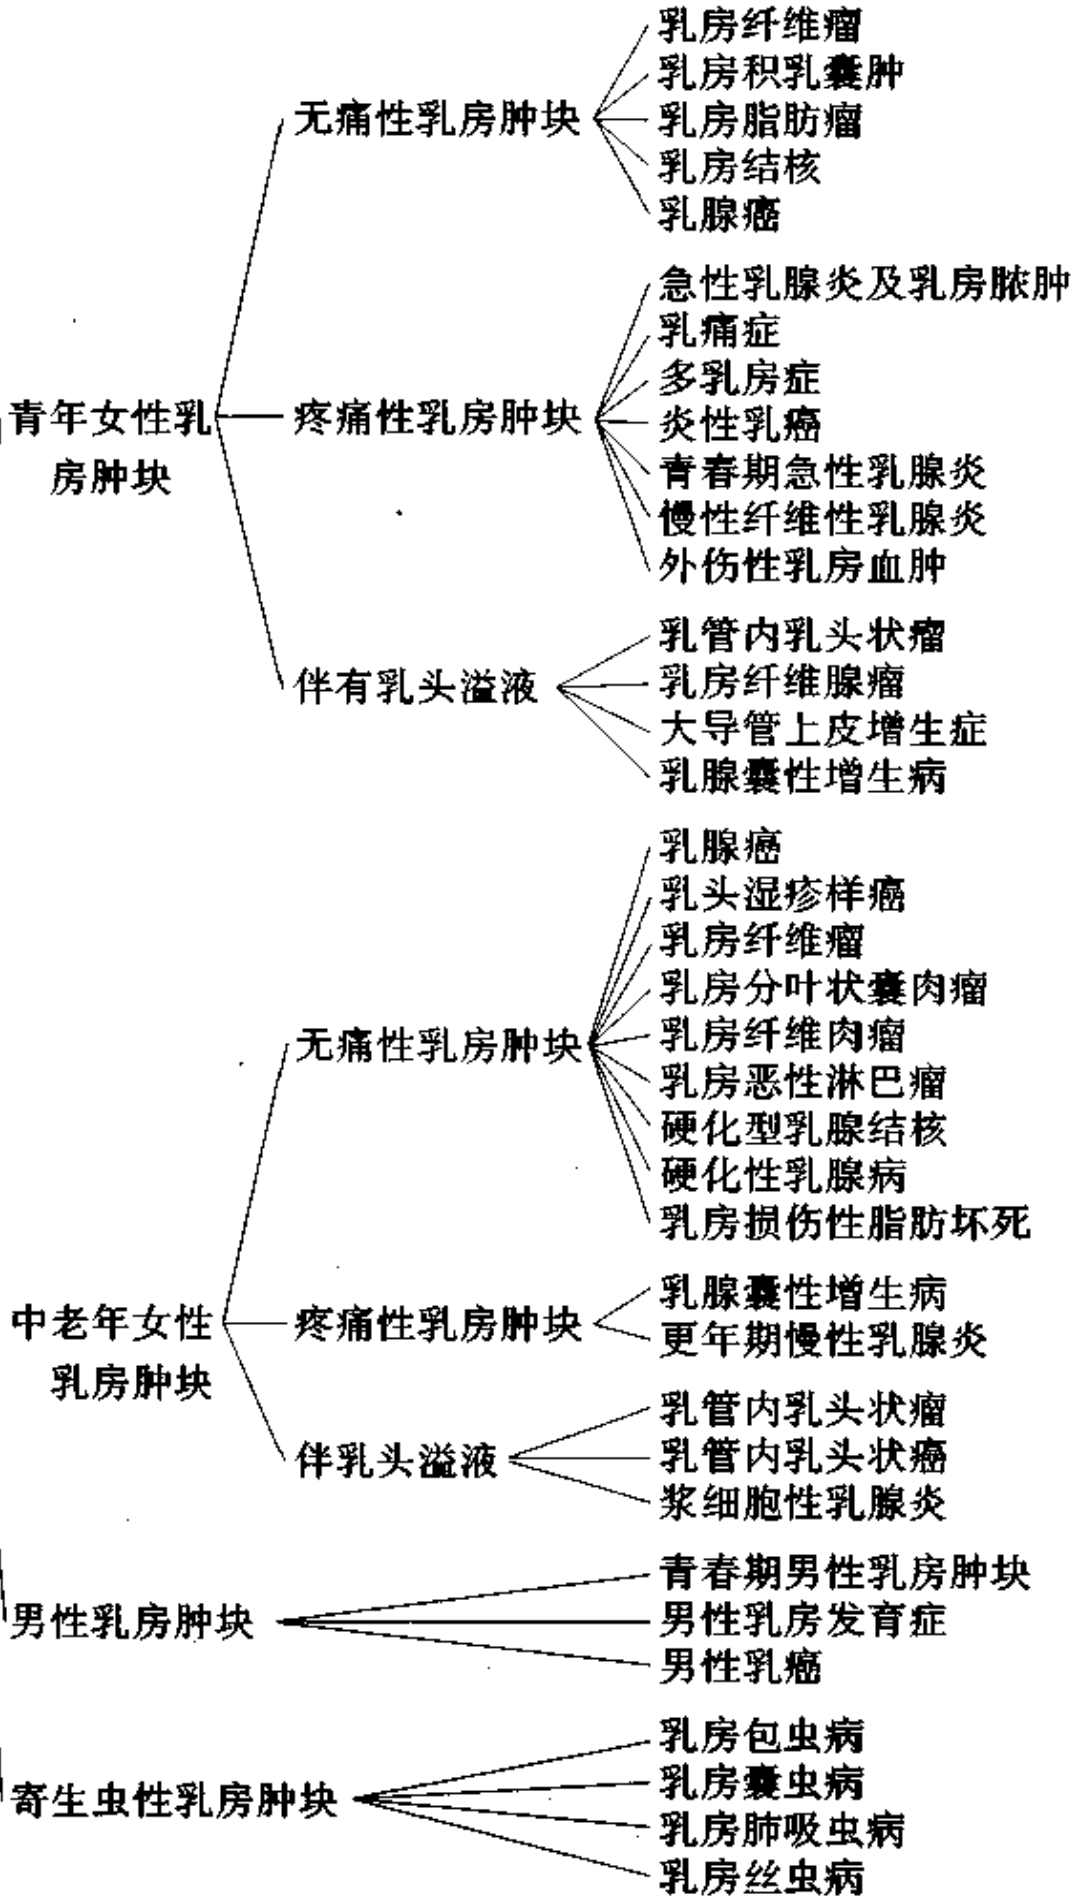 青年女性乳
房肿块
无痛性乳房肿块
乳房纤维瘤
乳房积乳囊肿
乳房脂肪瘤
乳房结核
乳腺癌
疼痛性乳房肿块
急性乳腺炎及乳房脓肿
乳痛症
多乳房症
炎性乳癌
青春期急性乳腺炎
慢性纤维性乳腺炎
外伤性乳房血肿
伴有乳头溢液
乳管内乳头状瘤
乳房纤维腺瘤
大导管上皮增生症
乳腺囊性增生病
中老年女性
乳房肿块
无痛性乳房肿块
乳腺癌
乳头湿疹样癌
乳房纤维瘤
乳房分叶状囊肉瘤
乳房纤维肉瘤
乳房恶性淋巴瘤
硬化型乳腺结核
硬化性乳腺病
乳房损伤性脂肪坏死
疼痛性乳房肿块
乳腺囊性增生病
更年期慢性乳腺炎
伴乳头溢液
乳管内乳头状瘤
乳管内乳头状癌
浆细胞性乳腺炎
男性乳房肿块
青春期男性乳房肿块
男性乳房发育症
男性乳癌
寄生虫性乳房肿块
乳房包虫病
乳房囊虫病
乳房肺吸虫病
乳房丝虫病